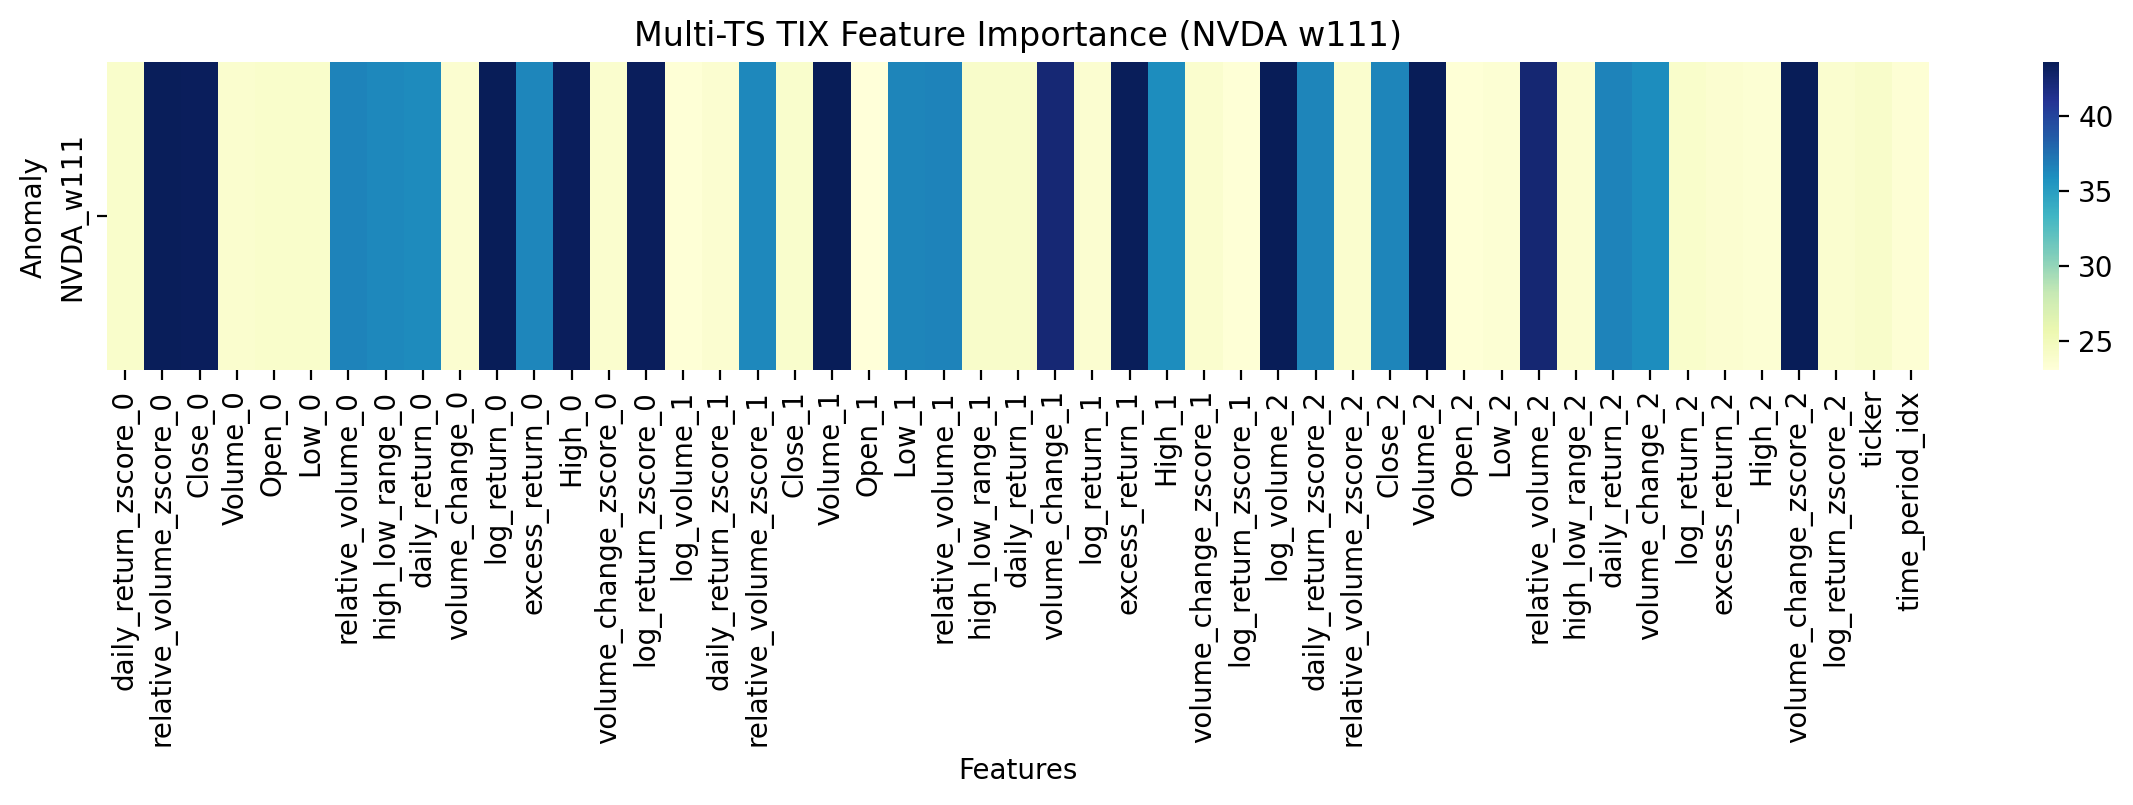 Multi-TS TIX Feature Importance (NVDA w111)
Anomaly
NVDA_w111
daily_return_zscore_0
relative_volume_zscore_0
Close_0
Volume_0
Open_0
Low_0
relative_volume_0
high_low_range_0
daily_return_0
volume_change_0
log_return_0
excess_return_0
High_0
volume_change_zscore_0
log_return_zscore_0
log_volume_1
daily_return_zscore_1
relative_volume_zscore_1
Close_1
Volume_1
Open_1
Low_1
relative_volume_1
high_low_range_1
daily_return_1
volume_change_1
log_return_1
excess_return_1
High_1
volume_change_zscore_1
log_return_zscore_1
log_volume_2
daily_return_zscore_2
relative_volume_zscore_2
Close_2
Volume_2
Open_2
Low_2
relative_volume_2
high_low_range_2
daily_return_2
volume_change_2
log_return_2
excess_return_2
High_2
volume_change_zscore_2
log_return_zscore_2
ticker
time_period_idx
Features
40
35
30
25